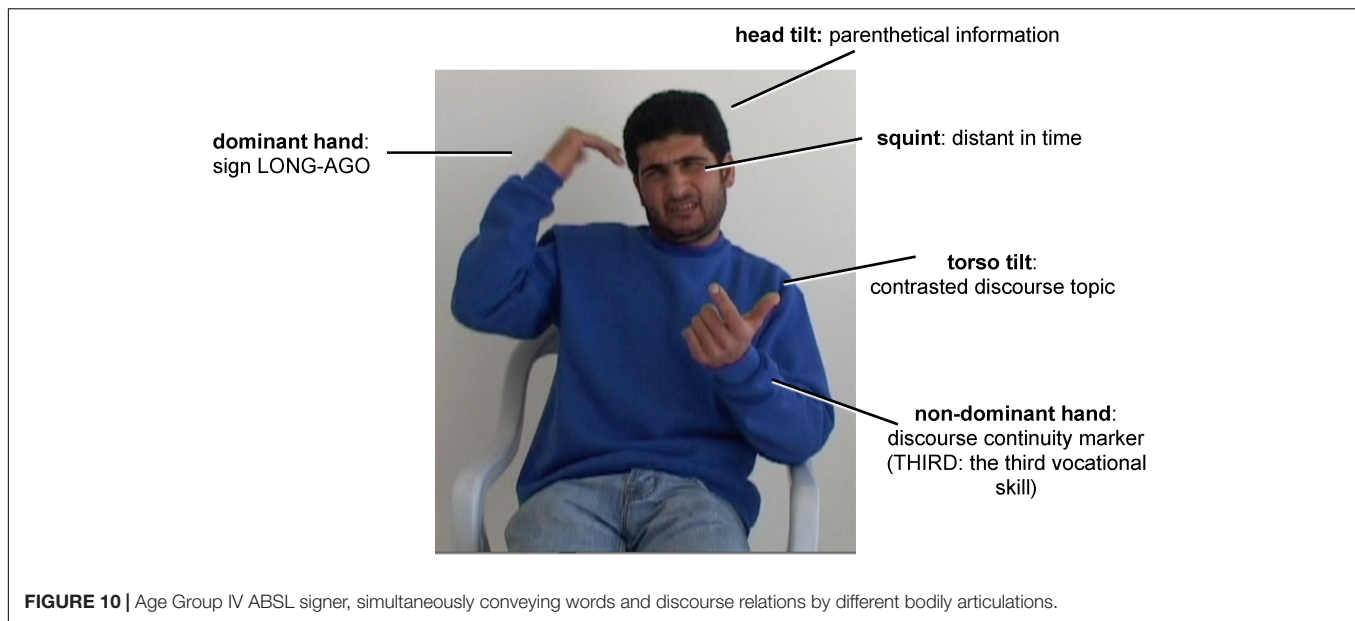 head tilt: parenthetical information
dominant hand:
sign LONG-AGO
squint: distant in time
torso tilt:
contrasted discourse topic
non-dominant hand:
discourse continuity marker
(THIRD: the third vocational
skill)
FIGURE 10 | Age Group IV ABSL signer, simultaneously conveying words and discourse relations by different bodily articulations.